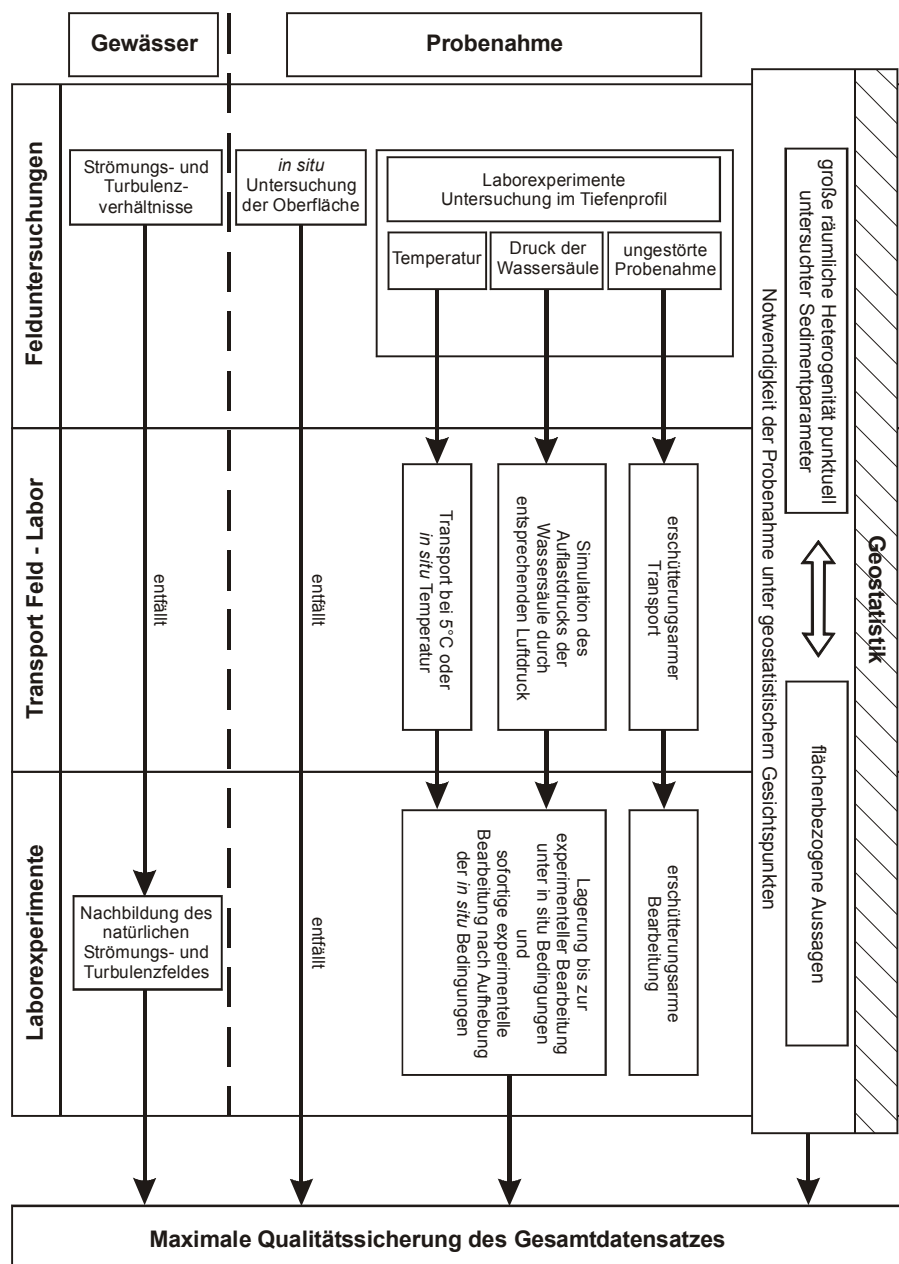 Gewässer
Probenahme
Felduntersuchungen
Strömungs- und
Turbulenz-
verhältnisse
in situ
Untersuchung
der Oberfläche
Laborexperimente
Untersuchung im Tiefenprofil
Temperatur
Druck der
Wassersäule
ungestörte
Probenahme
Transport Feld - Labor
entfällt
entfällt
Transport bei 5°C oder
in situ Temperatur
Simulation des
Auflastdrucks der
Wassersäule durch
entsprechenden Luftdruck
erschütterungsarmer
Transport
Laborexperimente
Nachbildung des
natürlichen
Strömungs- und
Turbulenzfeldes
entfällt
Lagerung bis zur
experimenteller Bearbeitung
unter in situ Bedingungen
und
sofortige experimentelle
Bearbeitung nach Aufhebung
der in situ Bedingungen
erschütterungsarme
Bearbeitung
Geostatistik
große räumliche Heterogenität punktuell
untersuchter Sedimentparameter
flächenbezogene Aussagen
Notwendigkeit der Probenahme unter geostatistischem Gesichtspunkten
Maximale Qualitätssicherung des Gesamtdatensatzes